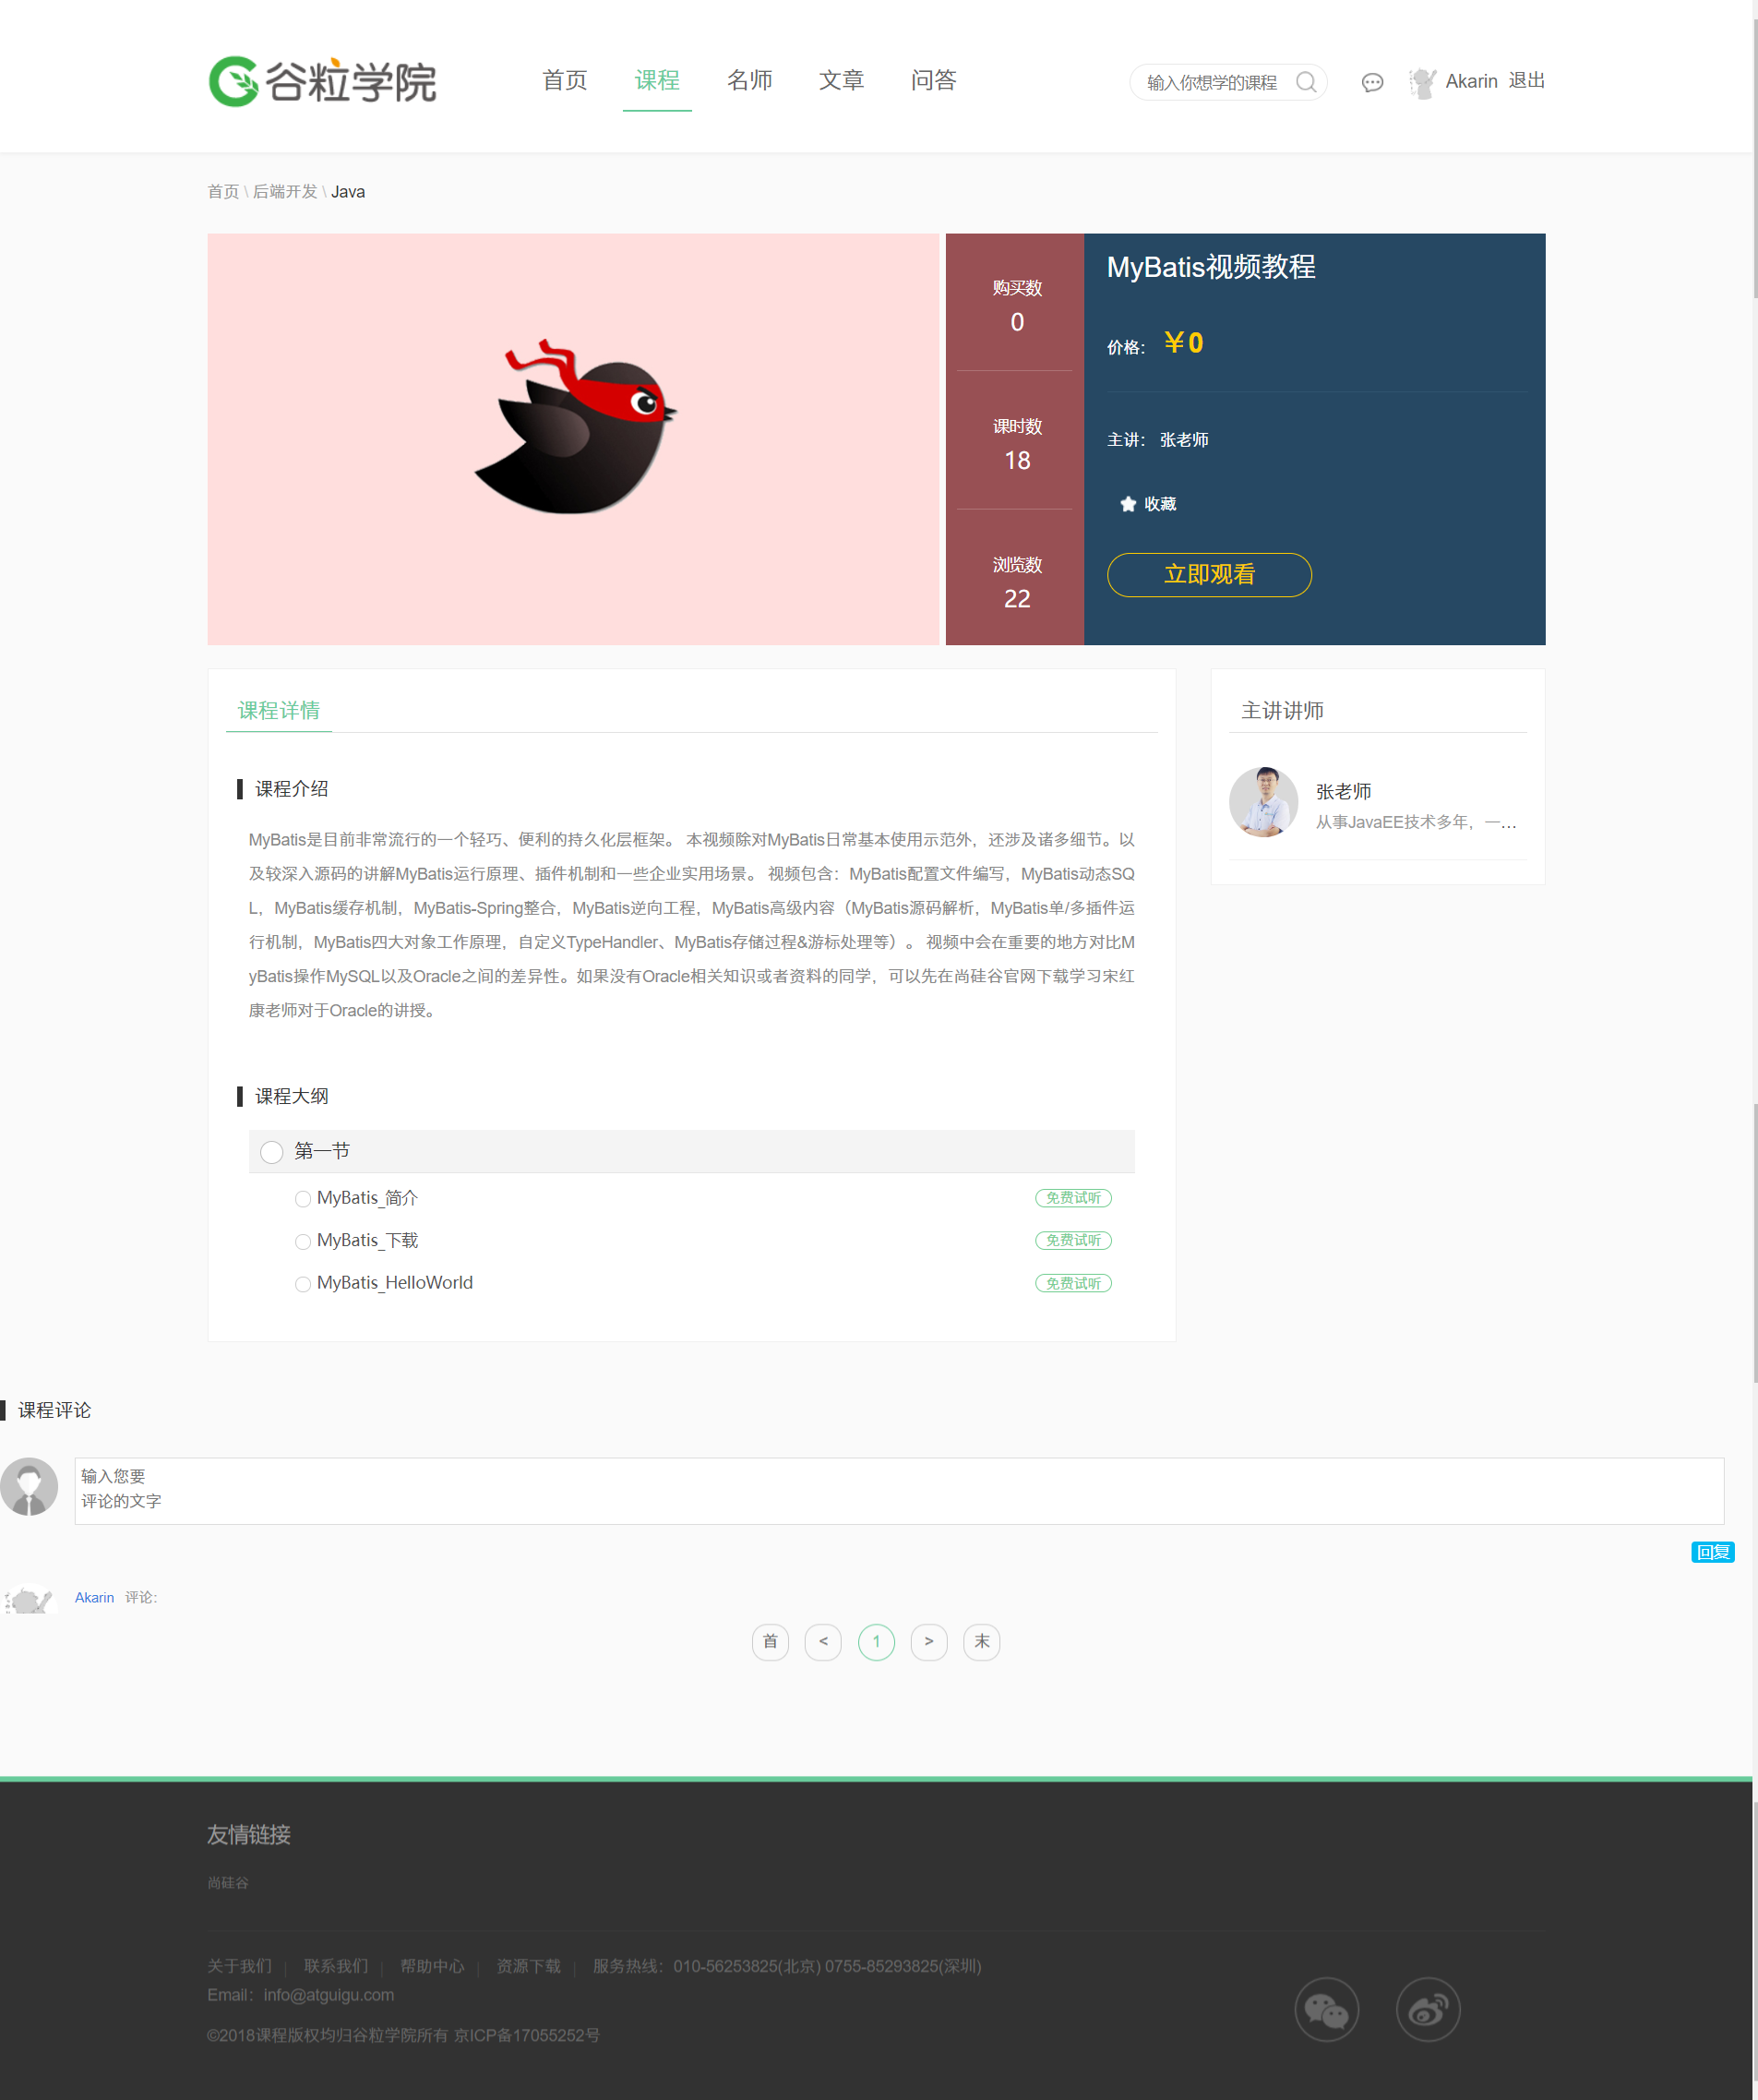 谷粒学院
首页 课程 名师 文章 问答
输入你想学的课程
Akarin 退出
首页 \ 后端开发 \ Java
购买数
0
课时数
18
浏览数
22
MyBatis视频教程
价格： ￥0
主讲： 张老师
收藏
立即观看
课程详情
课程介绍
MyBatis是目前非常流行的一个轻巧、便利的持久化层框架。 本视频除对MyBatis日常基本使用示范外，还涉及诸多细节。以
及较深入源码的讲解MyBatis运行原理、插件机制和一些企业实用场景。 视频包含：MyBatis配置文件编写，MyBatis动态SQ
L，MyBatis缓存机制，MyBatis-Spring整合，MyBatis逆向工程，MyBatis高级内容（MyBatis源码解析，MyBatis单/多插件运
行机制，MyBatis四大对象工作原理，自定义TypeHandler、MyBatis存储过程&游标处理等）。 视频中会在重要的地方对比M
yBatis操作MySQL以及Oracle之间的差异性。如果没有Oracle相关知识或者资料的同学，可以先在尚硅谷官网下载学习宋红
康老师对于Oracle的讲授。
课程大纲
第一节
MyBatis_简介 免费试听
MyBatis_下载 免费试听
MyBatis_HelloWorld 免费试听
主讲讲师
张老师
从事JavaEE技术多年，一...
课程评论
输入您要
评论的文字
回复
Akarin 评论：
首 < 1 > 末
友情链接
尚硅谷
关于我们 | 联系我们 | 帮助中心 | 资源下载 | 服务热线：010-56253825(北京) 0755-85293825(深圳)
Email：info@atguigu.com
©2018课程版权均归谷粒学院所有 京ICP备17055252号